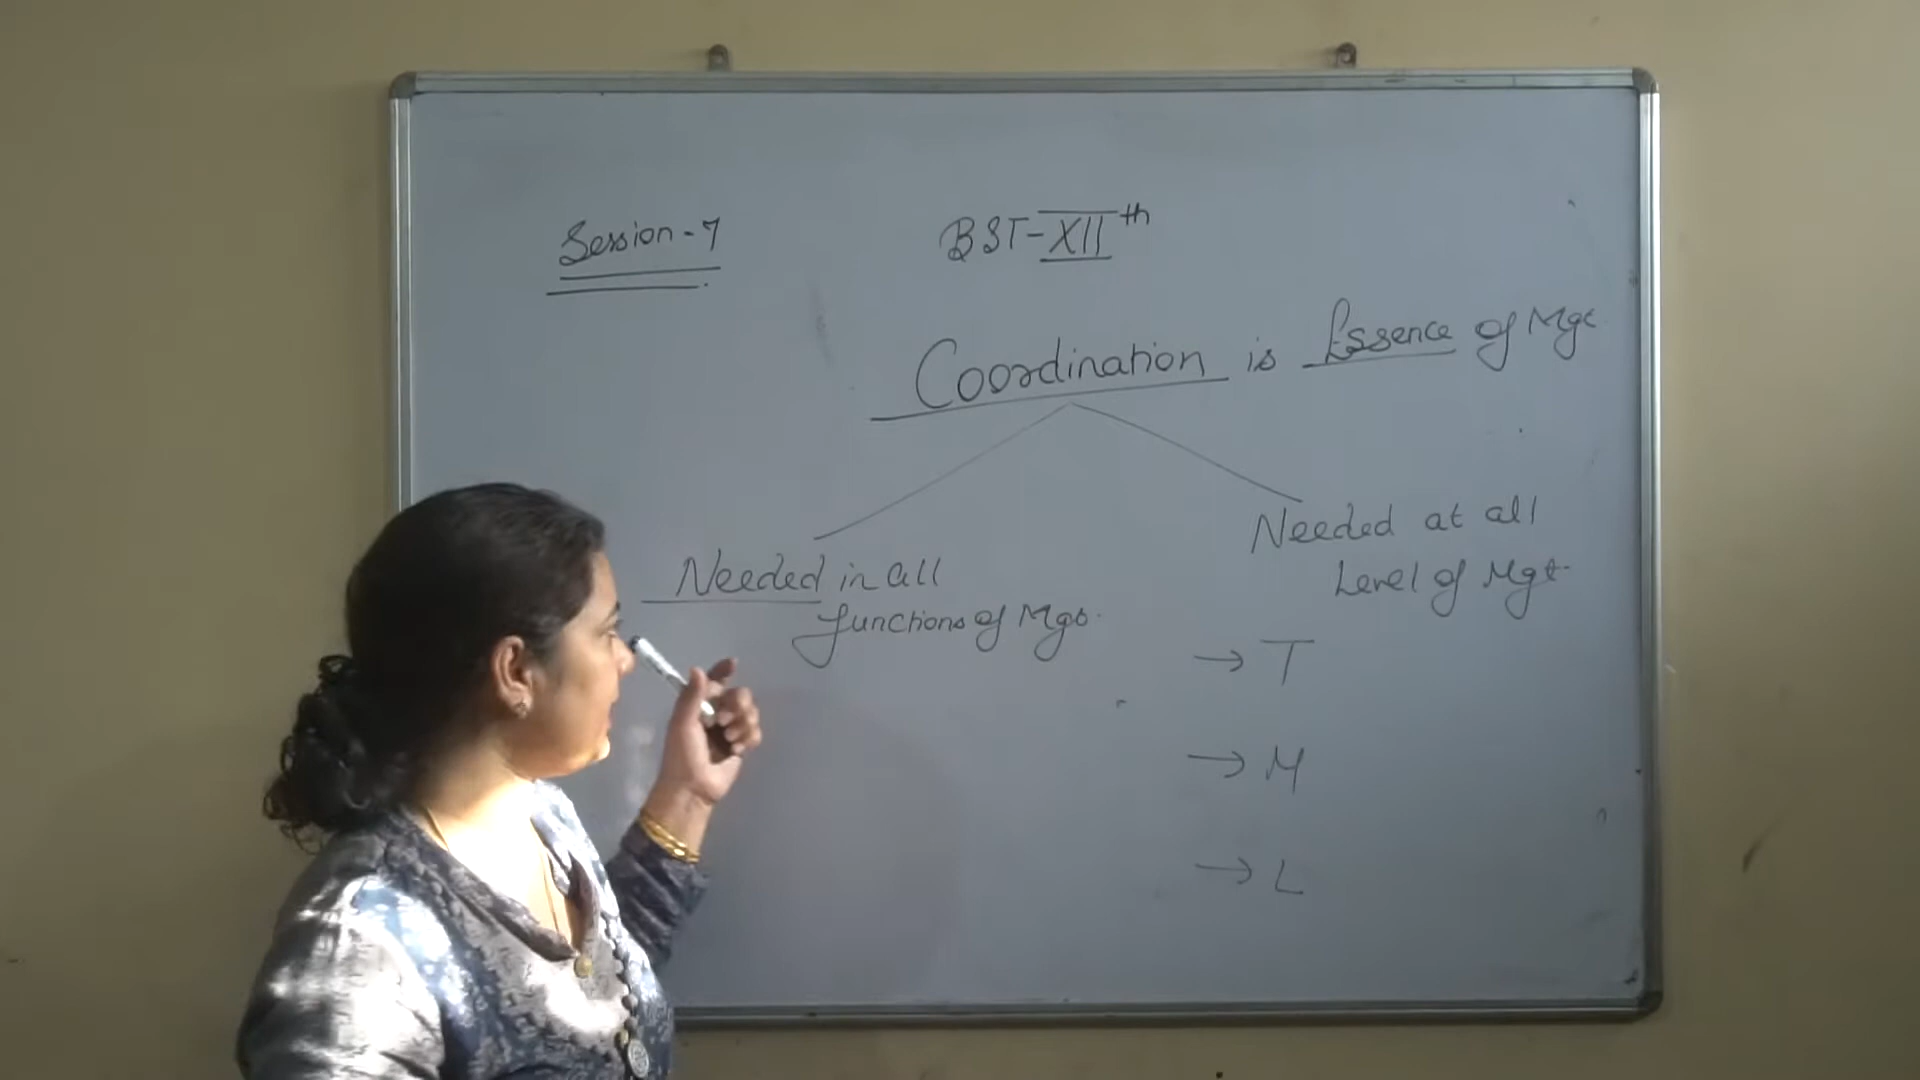 Session-7
BST-XIIth
Coordination is Essence of Mgt
Needed in all
functions of Mgt.
Needed at all
Level of Mgt.
→ T
→ M
→ L